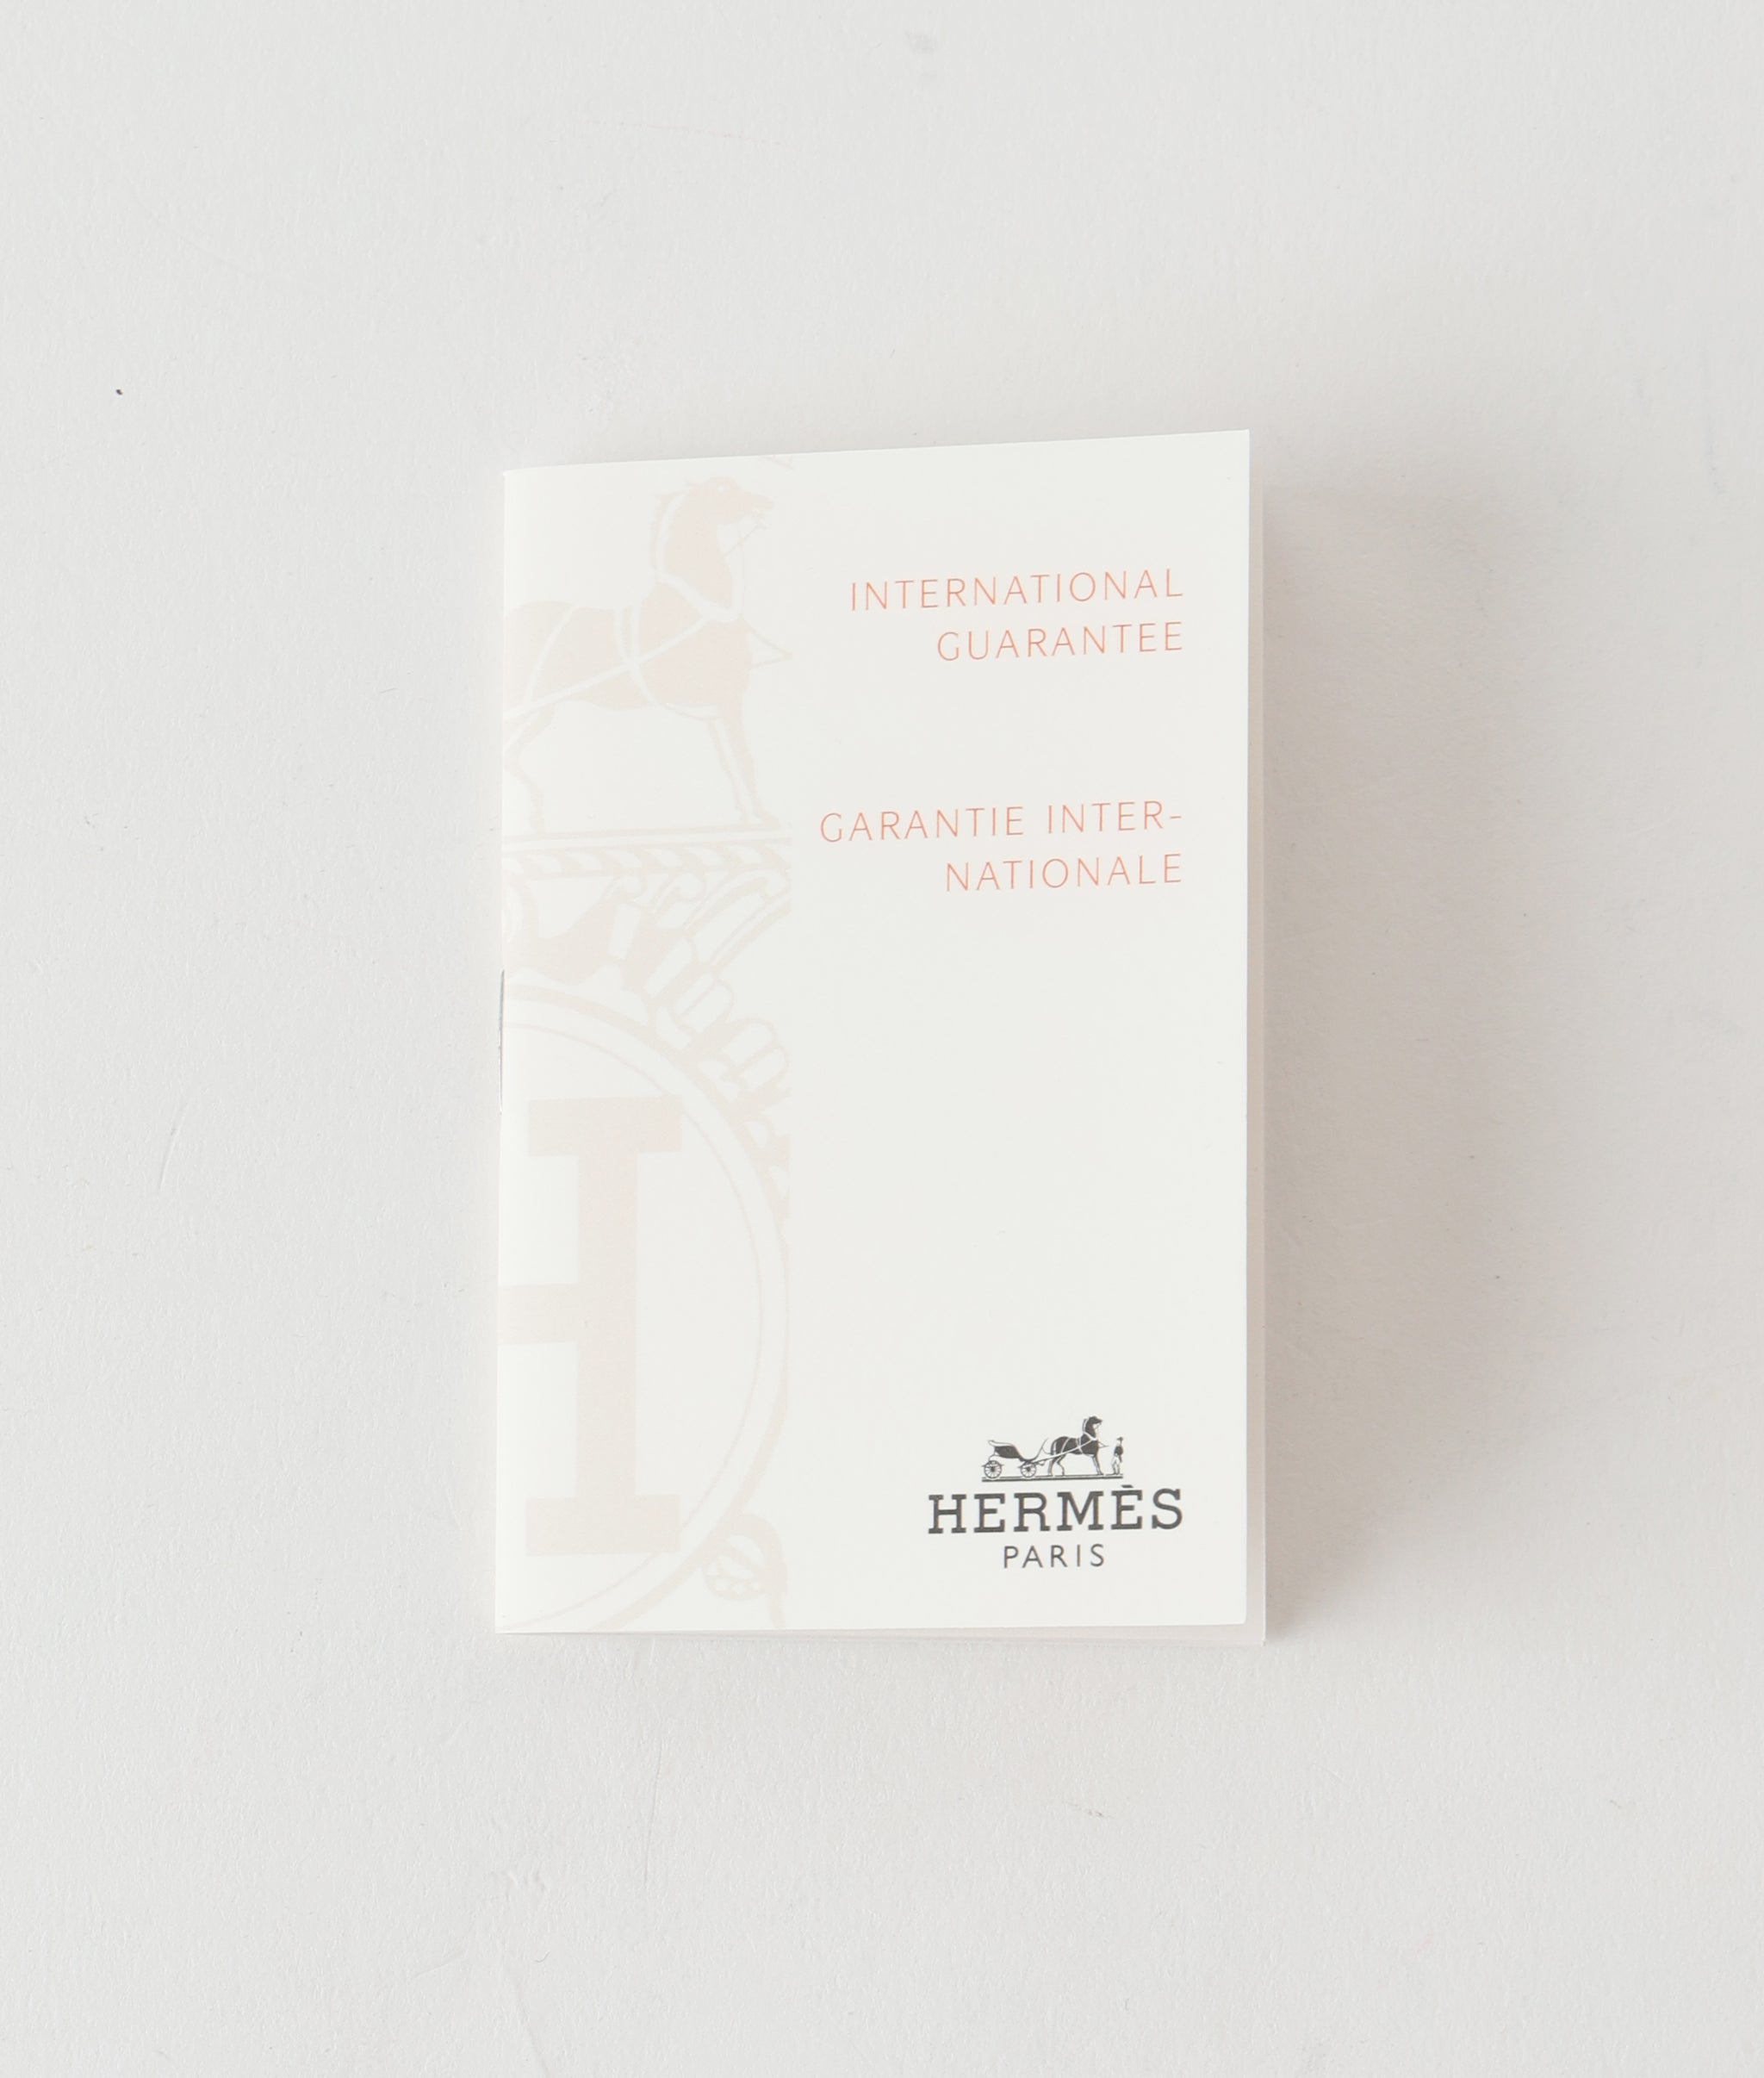 INTERNATIONAL
GUARANTEE
GARANTIE INTER-
NATIONALE
H
HERMÈS
PARIS